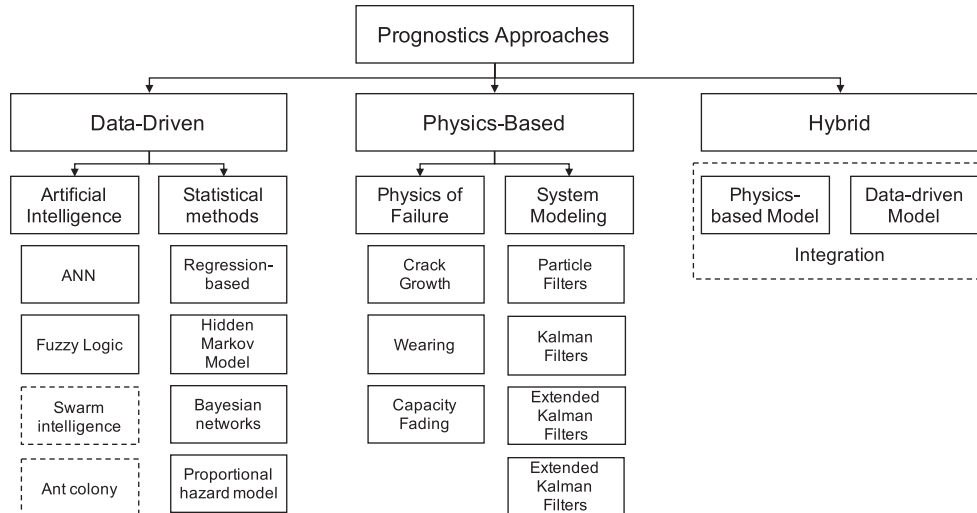 Prognostics Approaches
Data-Driven
Physics-Based
Hybrid
Artificial
Intelligence
Statistical
methods
Physics of
Failure
System
Modeling
Physics-
based Model
Data-driven
Model
Integration
ANN
Regression-
based
Crack
Growth
Particle
Filters
Fuzzy Logic
Hidden
Markov
Model
Wearing
Kalman
Filters
Swarm
intelligence
Bayesian
networks
Capacity
Fading
Extended
Kalman
Filters
Ant colony
Proportional
hazard model
Extended
Kalman
Filters